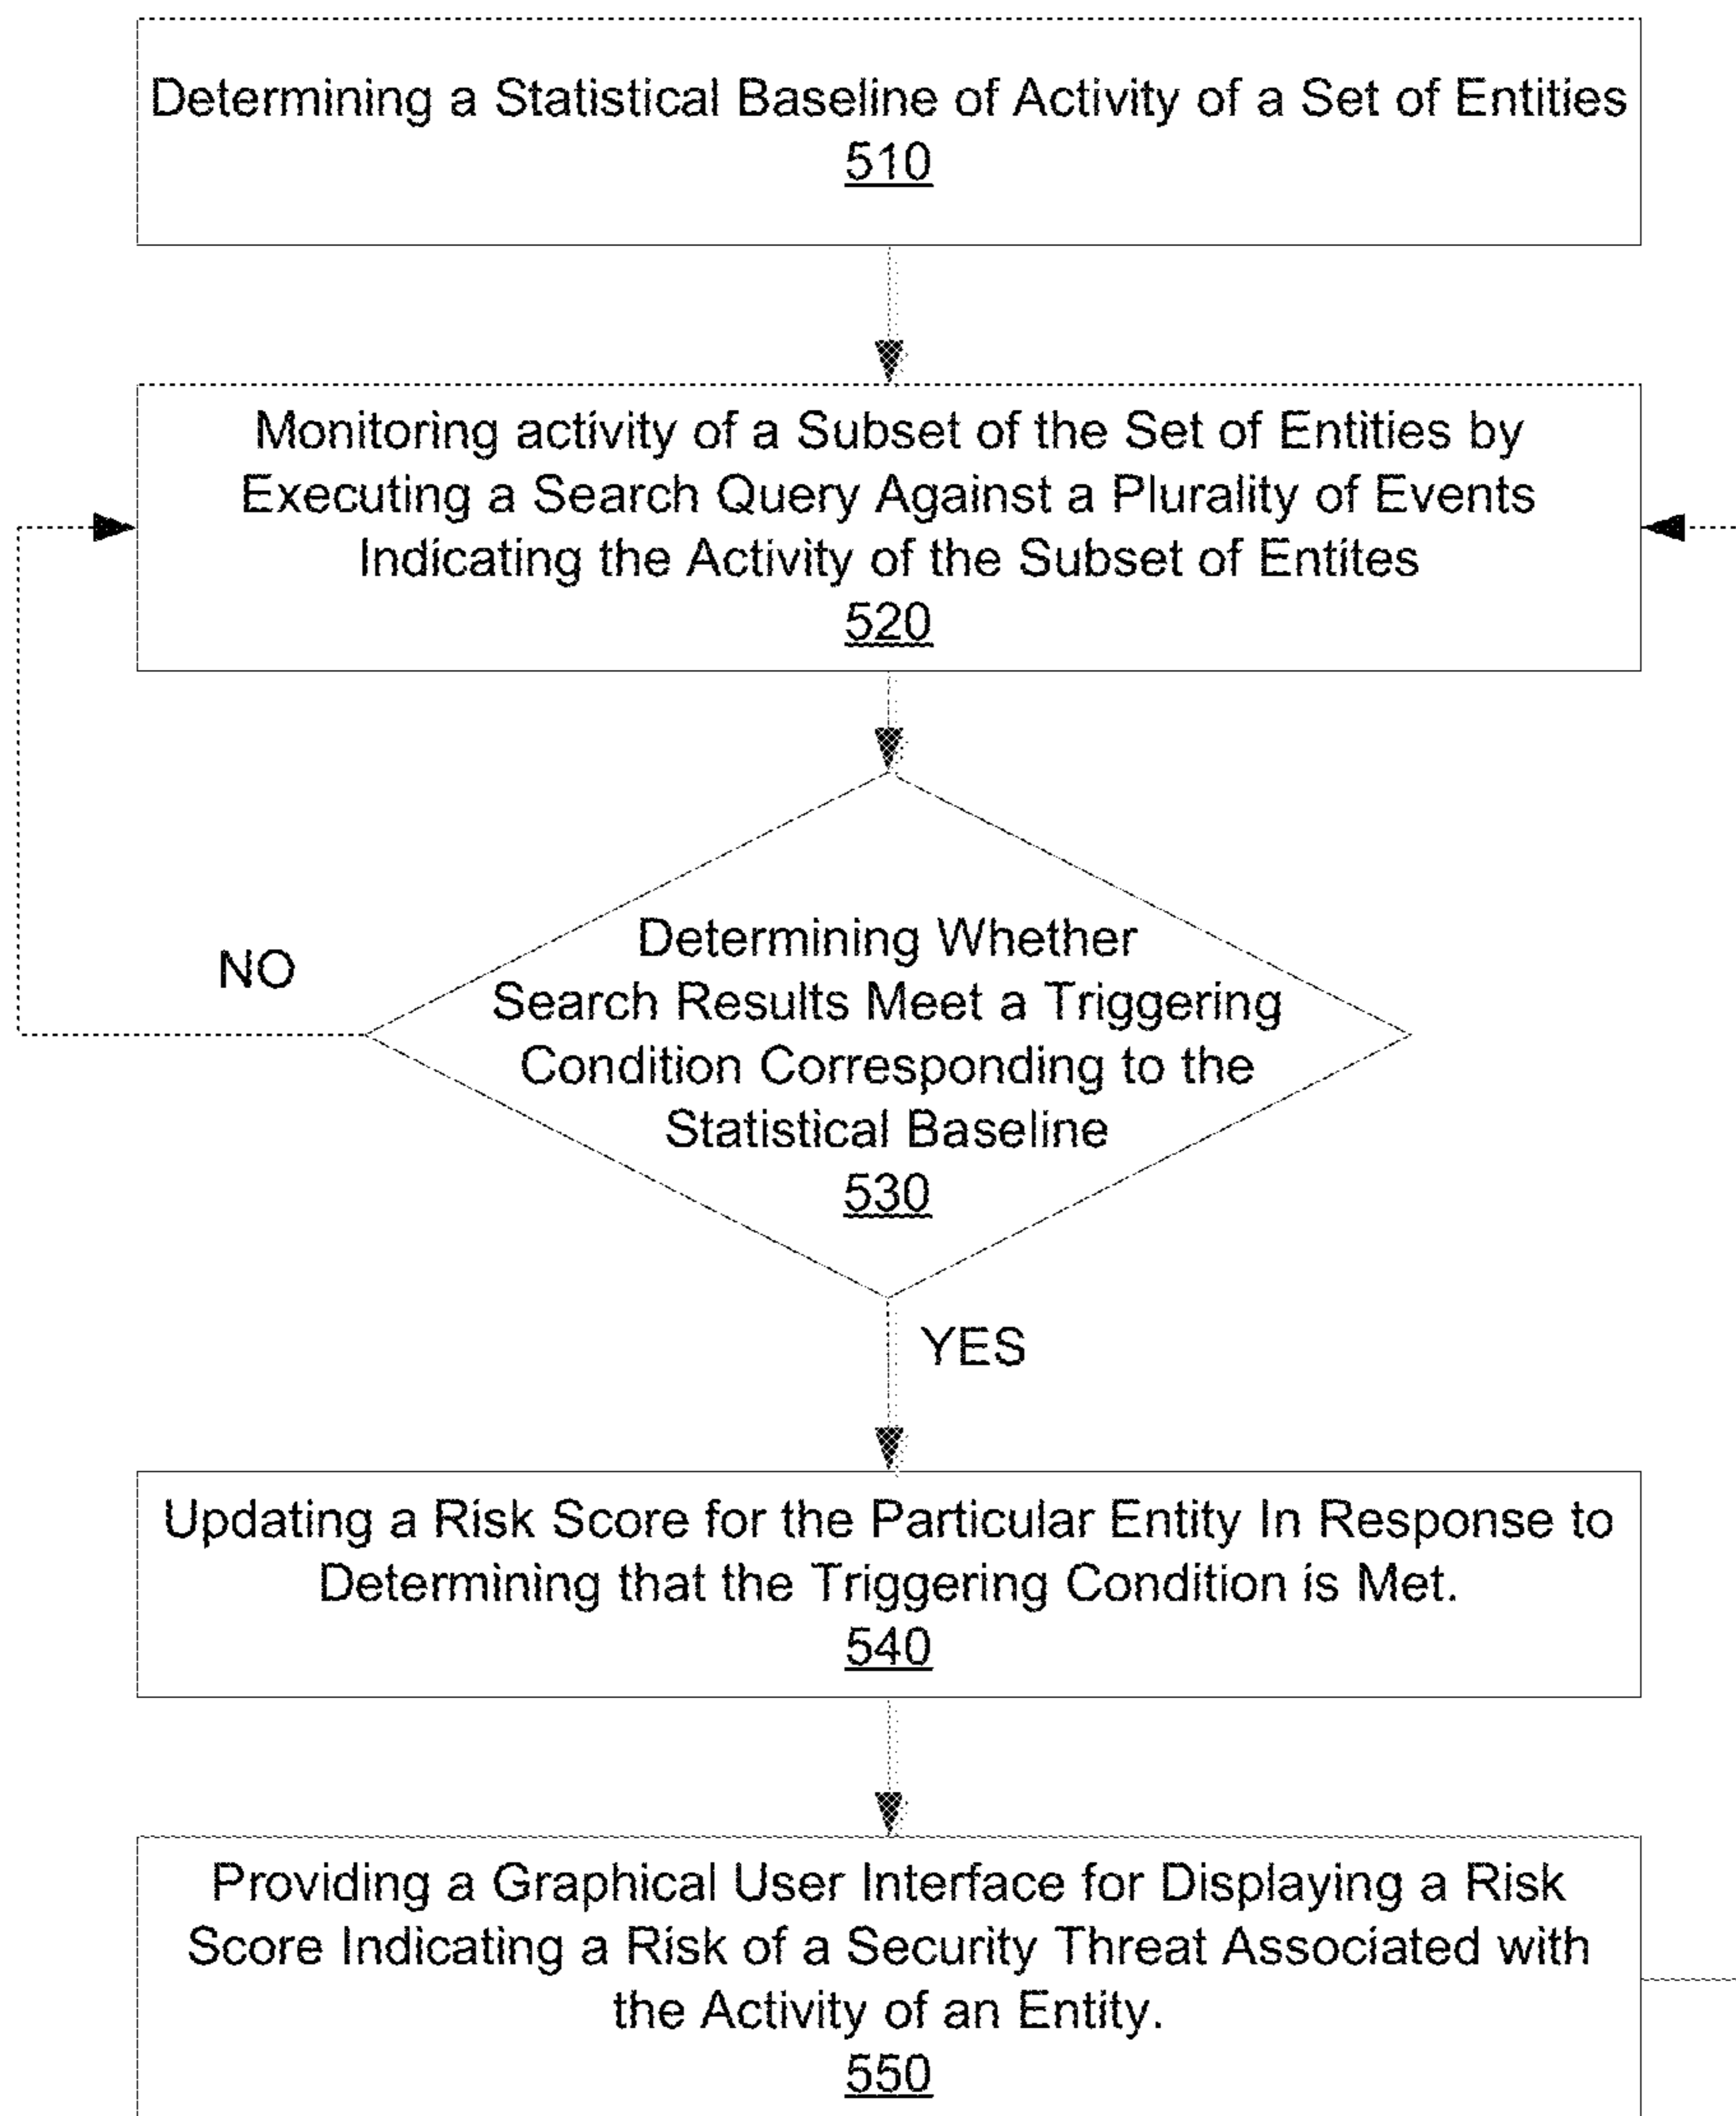 Determining a Statistical Baseline of Activity of a Set of Entities
510
Monitoring activity of a Subset of the Set of Entities by
Executing a Search Query Against a Plurality of Events
Indicating the Activity of the Subset of Entites
520
Determining Whether
Search Results Meet a Triggering
Condition Corresponding to the
Statistical Baseline
530
NO
YES
Updating a Risk Score for the Particular Entity In Response to
Determining that the Triggering Condition is Met.
540
Providing a Graphical User Interface for Displaying a Risk
Score Indicating a Risk of a Security Threat Associated with
the Activity of an Entity.
550